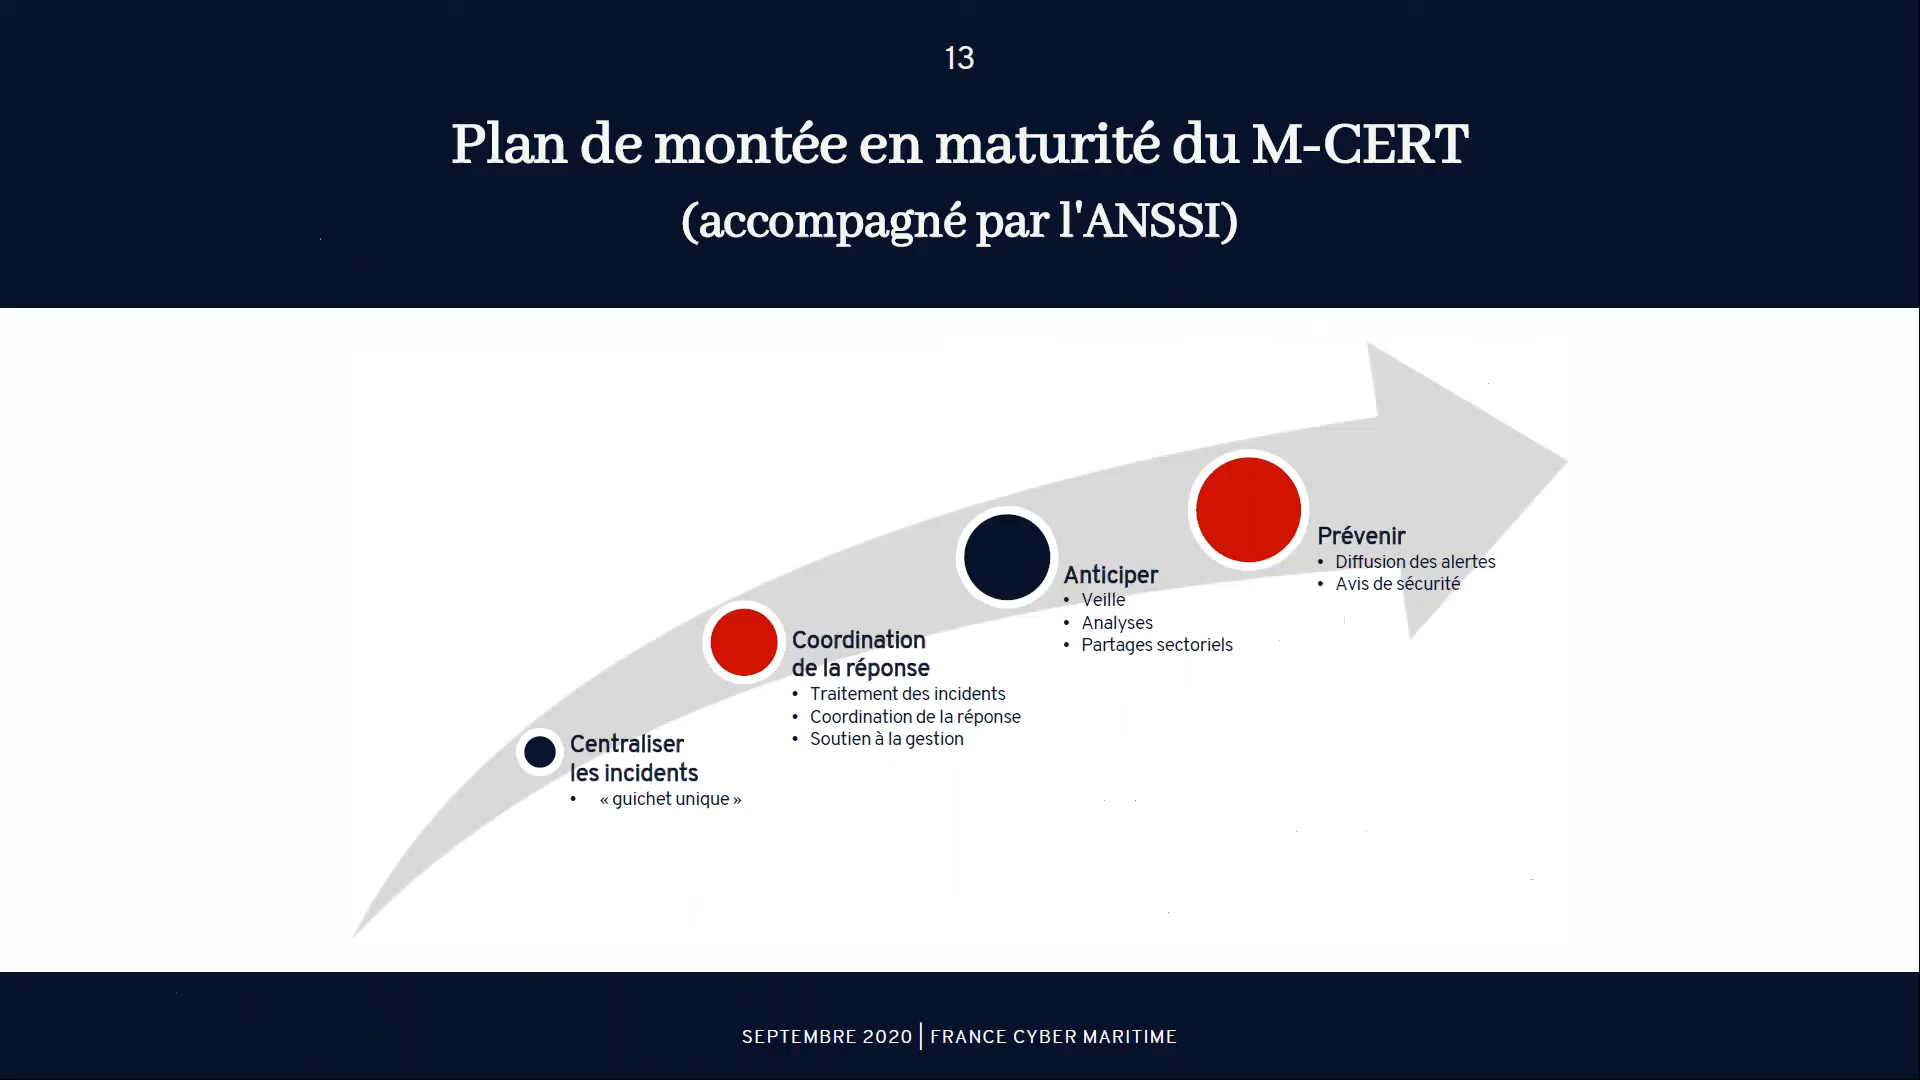 13
Plan de montée en maturité du M-CERT
(accompagné par l'ANSSI)
Centraliser
les incidents
• « guichet unique »
Coordination
de la réponse
• Traitement des incidents
• Coordination de la réponse
• Soutien à la gestion
Anticiper
• Veille
• Analyses
• Partages sectoriels
Prévenir
• Diffusion des alertes
• Avis de sécurité
SEPTEMBRE 2020 | FRANCE CYBER MARITIME